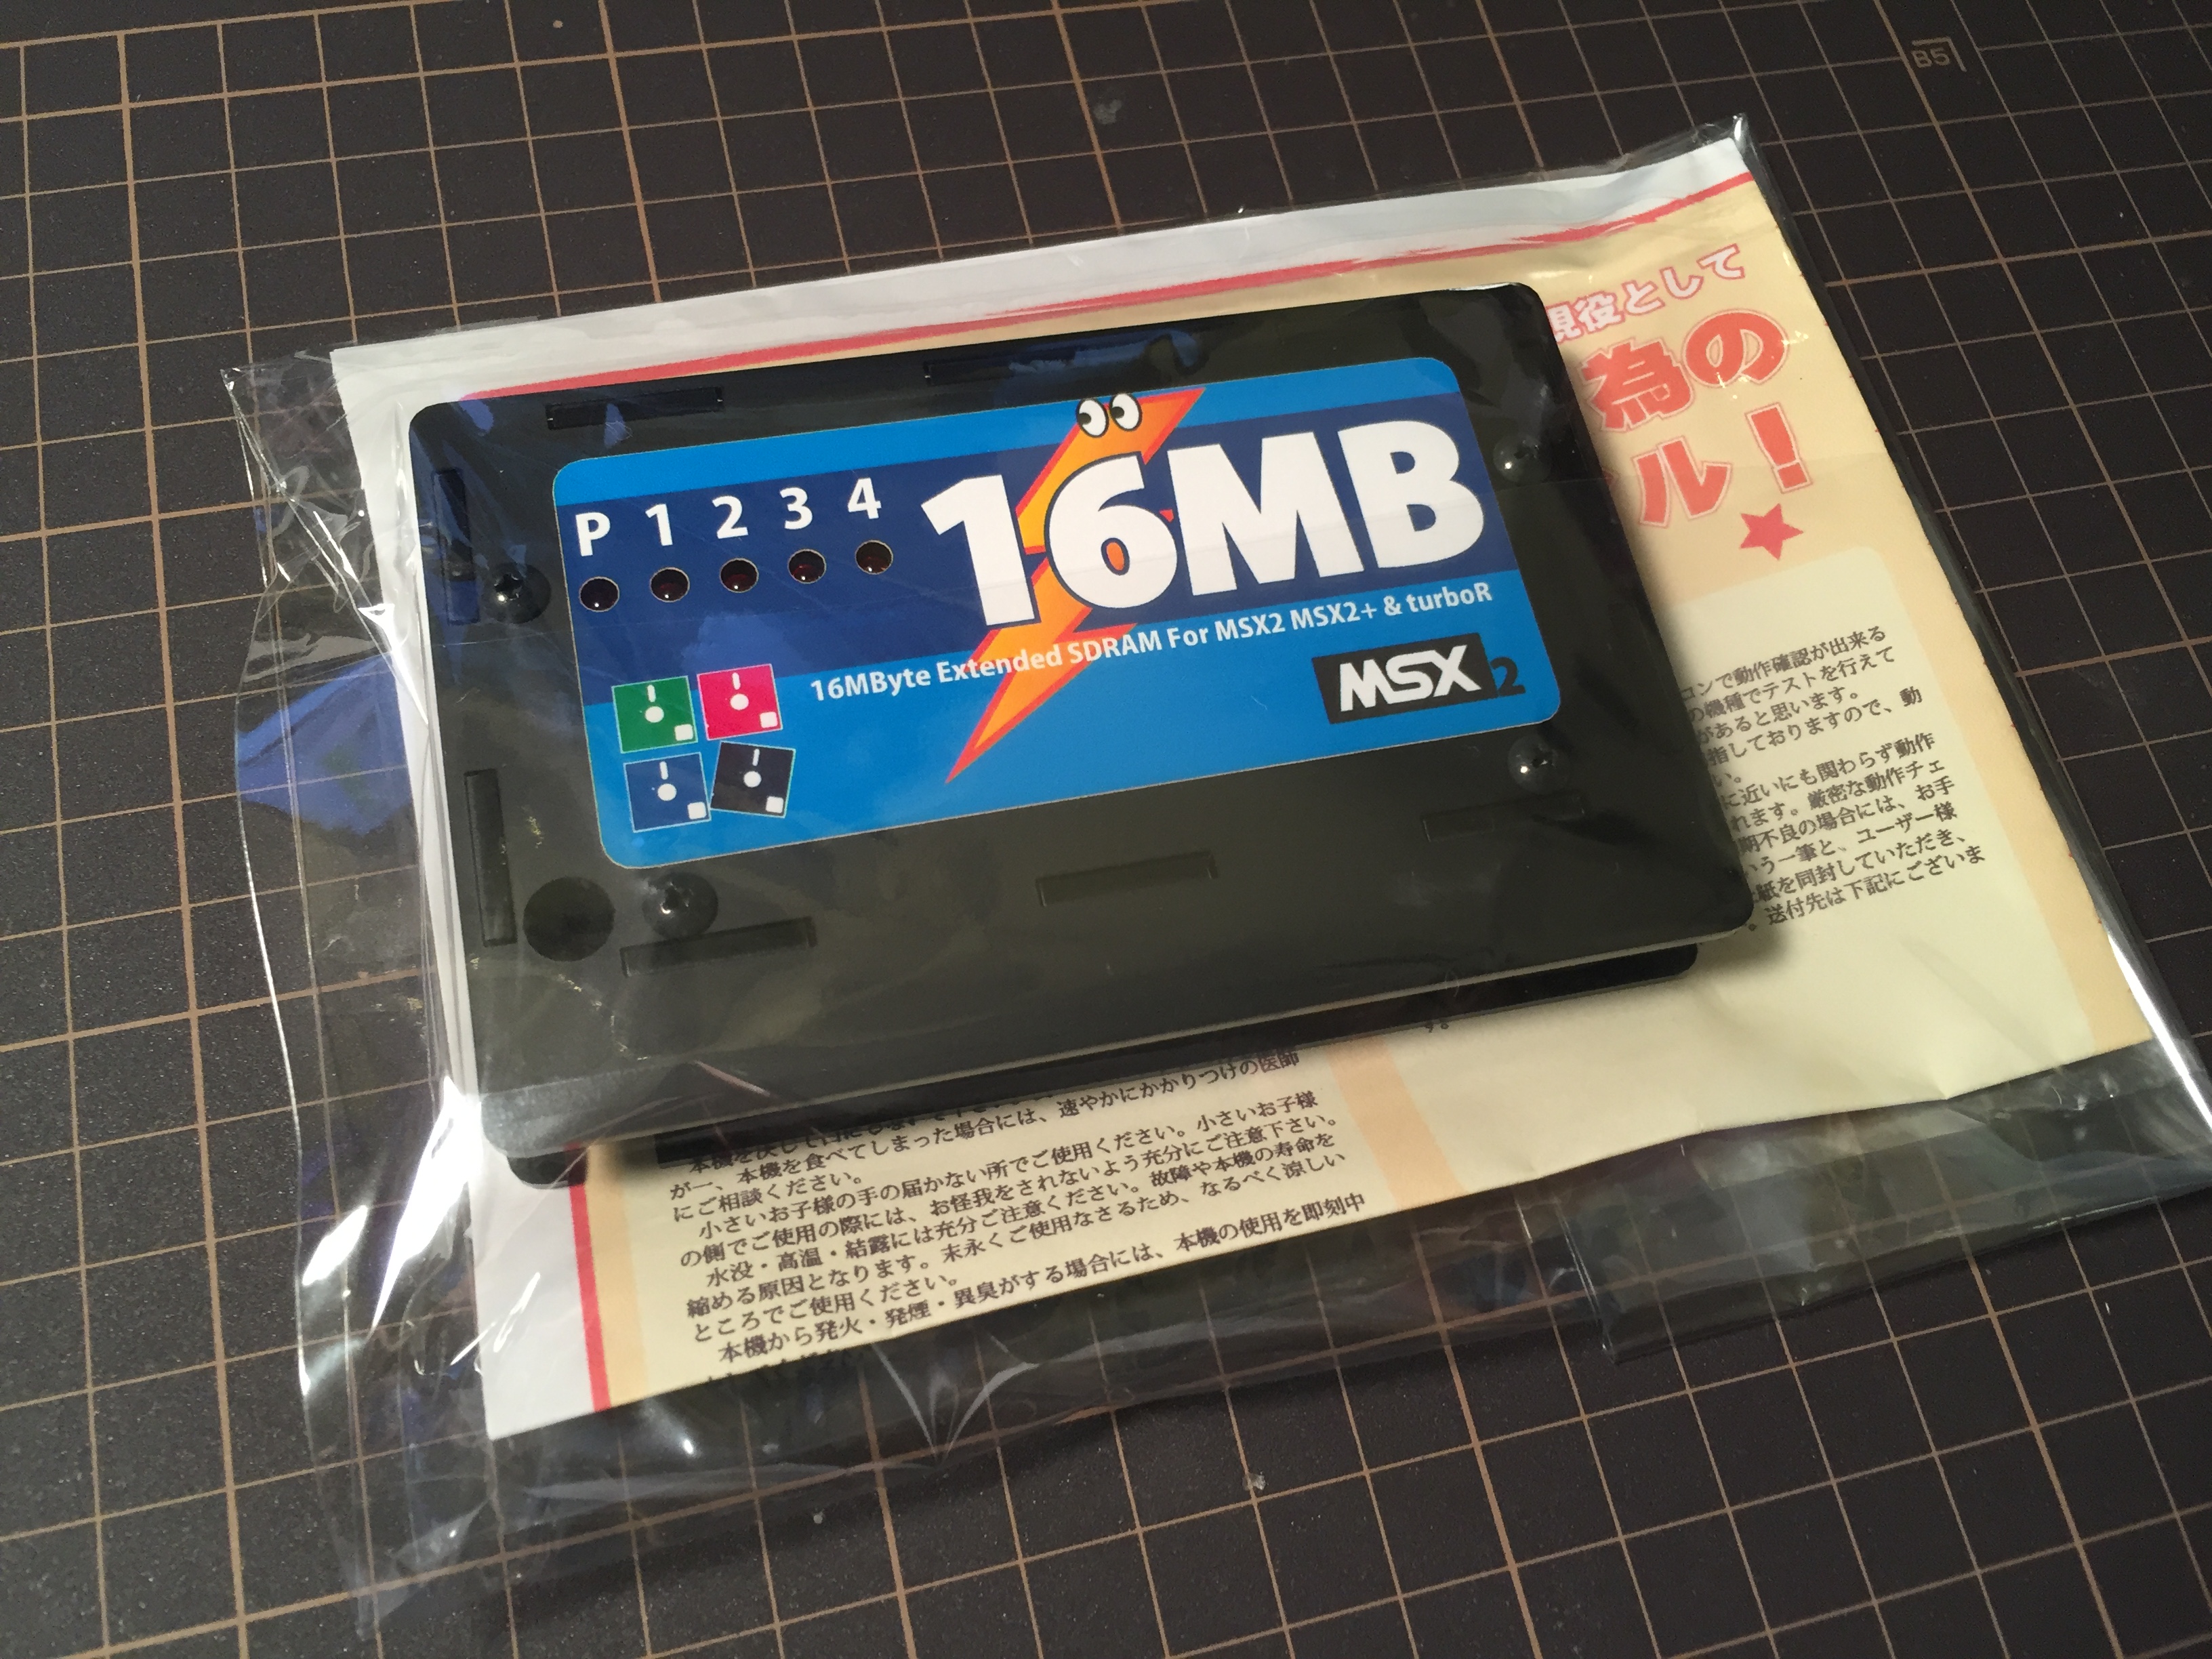 B5
現役として
為の
ル！
P 1 2 3 4
16MB
16MByte Extended SDRAM For MSX2 MSX2+ & turboR
MSX 2
コンで動作確認が出来る
の機種でテストを行えて
があると思います。
指しておりますので、動
い。
に近いにも関わらず動作
れます。厳密な動作チェ
期不良の場合には、お手
いう一筆と、ユーザー様
紙を同封していただき、
。送付先は下記にございま
す。
が一、本機を食べてしまった場合には、速やかにかかりつけの医師
にご相談ください。
小さいお子様の手の届かない所でご使用ください。小さいお子様
の側でご使用の際には、お怪我をされないよう充分にご注意下さい。
水没・高温・結露には充分ご注意ください。故障や本機の寿命を
縮める原因となります。末永くご使用なさるため、なるべく涼しい
ところでご使用ください。
本機から発火・発煙・異臭がする場合には、本機の使用を即刻中